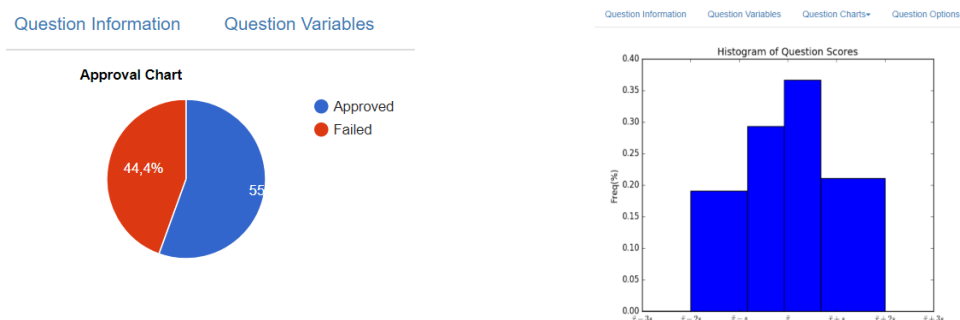 Question Information Question Variables
Approval Chart
Approved
Failed
44,4%
55
Question Information Question Variables Question Charts Question Options
Histogram of Question Scores
Freq(%)
0.40
0.35
0.30
0.25
0.20
0.15
0.10
0.05
0.00